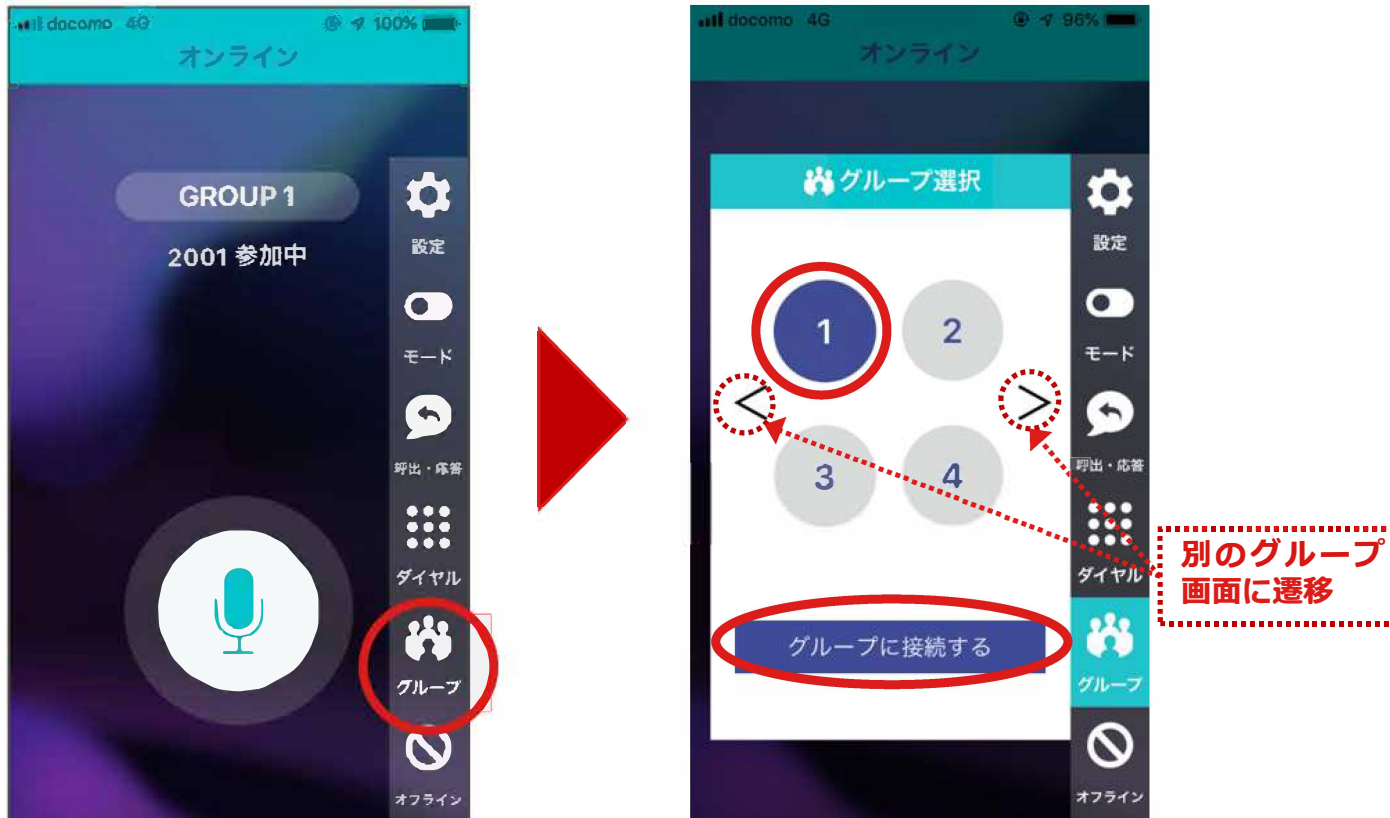 docomo 4G 100%
オンライン
GROUP 1
2001 参加中
設定
モード
呼出・応答
ダイヤル
グループ
オフライン
docomo 4G 96%
オンライン
グループ選択
1
2
3
4
グループに接続する
設定
モード
呼出・応答
ダイヤル
グループ
オフライン
別のグループ
画面に遷移